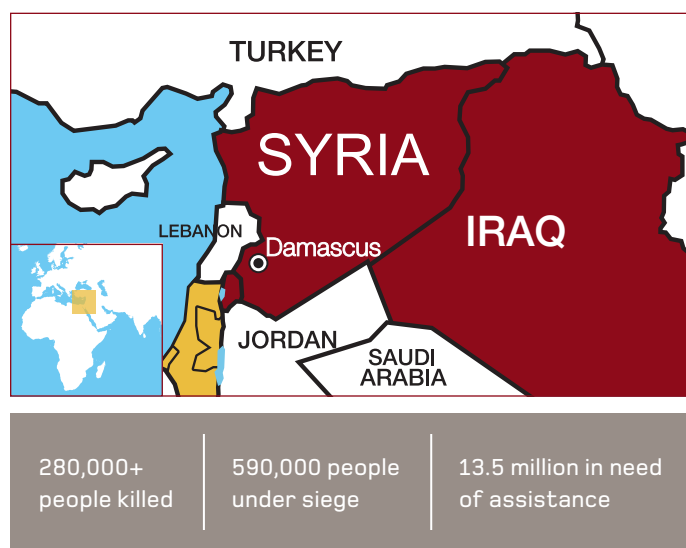 TURKEY
SYRIA
LEBANON
IRAQ
Damascus
JORDAN
SAUDI
ARABIA
280,000+
people killed
590,000 people
under siege
13.5 million in need
of assistance